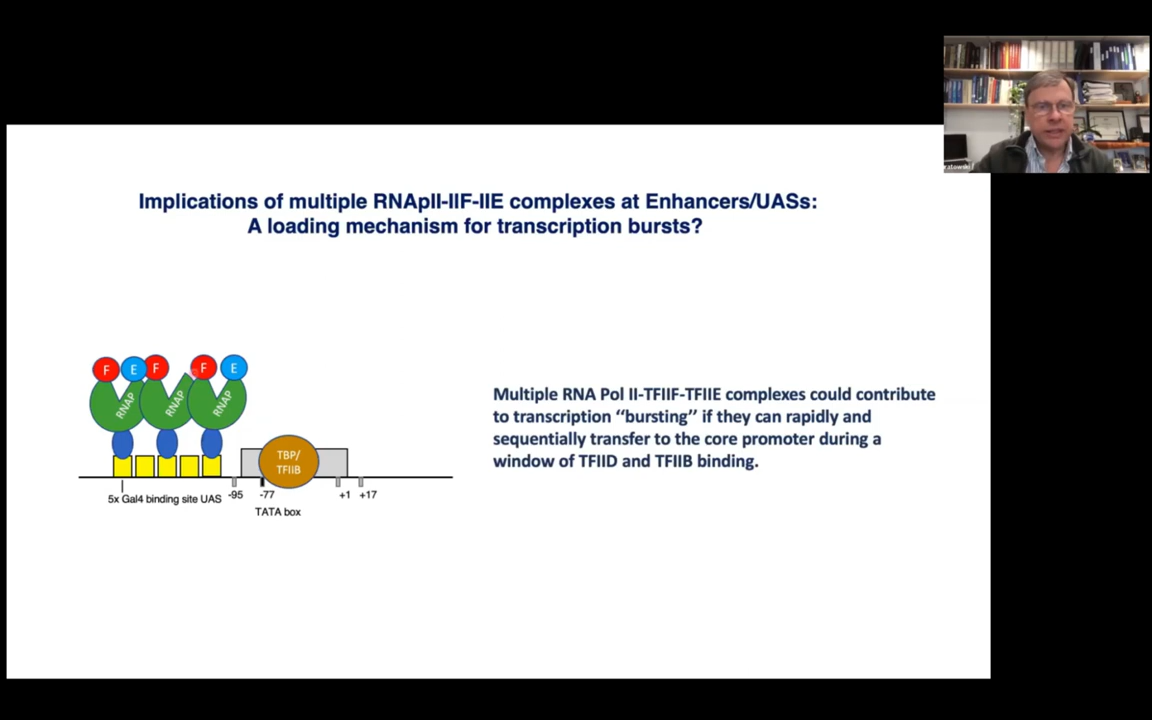 Implications of multiple RNApII-IIF-IIE complexes at Enhancers/UASs:
A loading mechanism for transcription bursts?
F E F F E
RNAP RNAP RNAP
TBP/
TFIIB
5x Gal4 binding site UAS
-95 -77 +1 +17
TATA box
Multiple RNA Pol II-TFIIF-TFIIE complexes could contribute
to transcription “bursting” if they can rapidly and
sequentially transfer to the core promoter during a
window of TFIID and TFIIB binding.